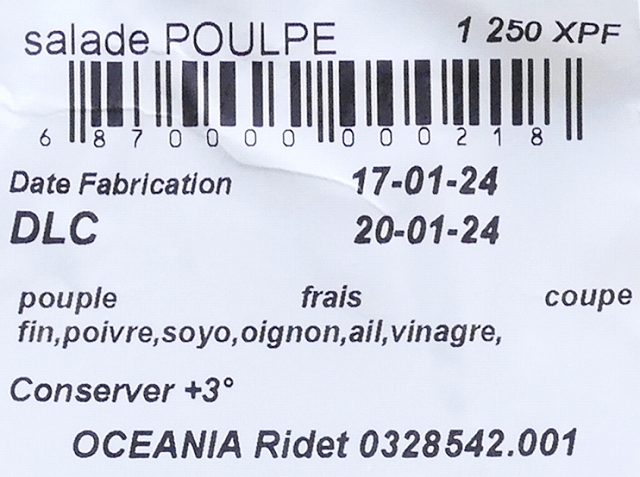 salade POULPE 1 250 XPF
6 870000 000218
Date Fabrication 17-01-24
DLC 20-01-24
pouple frais coupe
fin,poivre,soyo,oignon,ail,vinagre,
Conserver +3°
OCEANIA Ridet 0328542.001